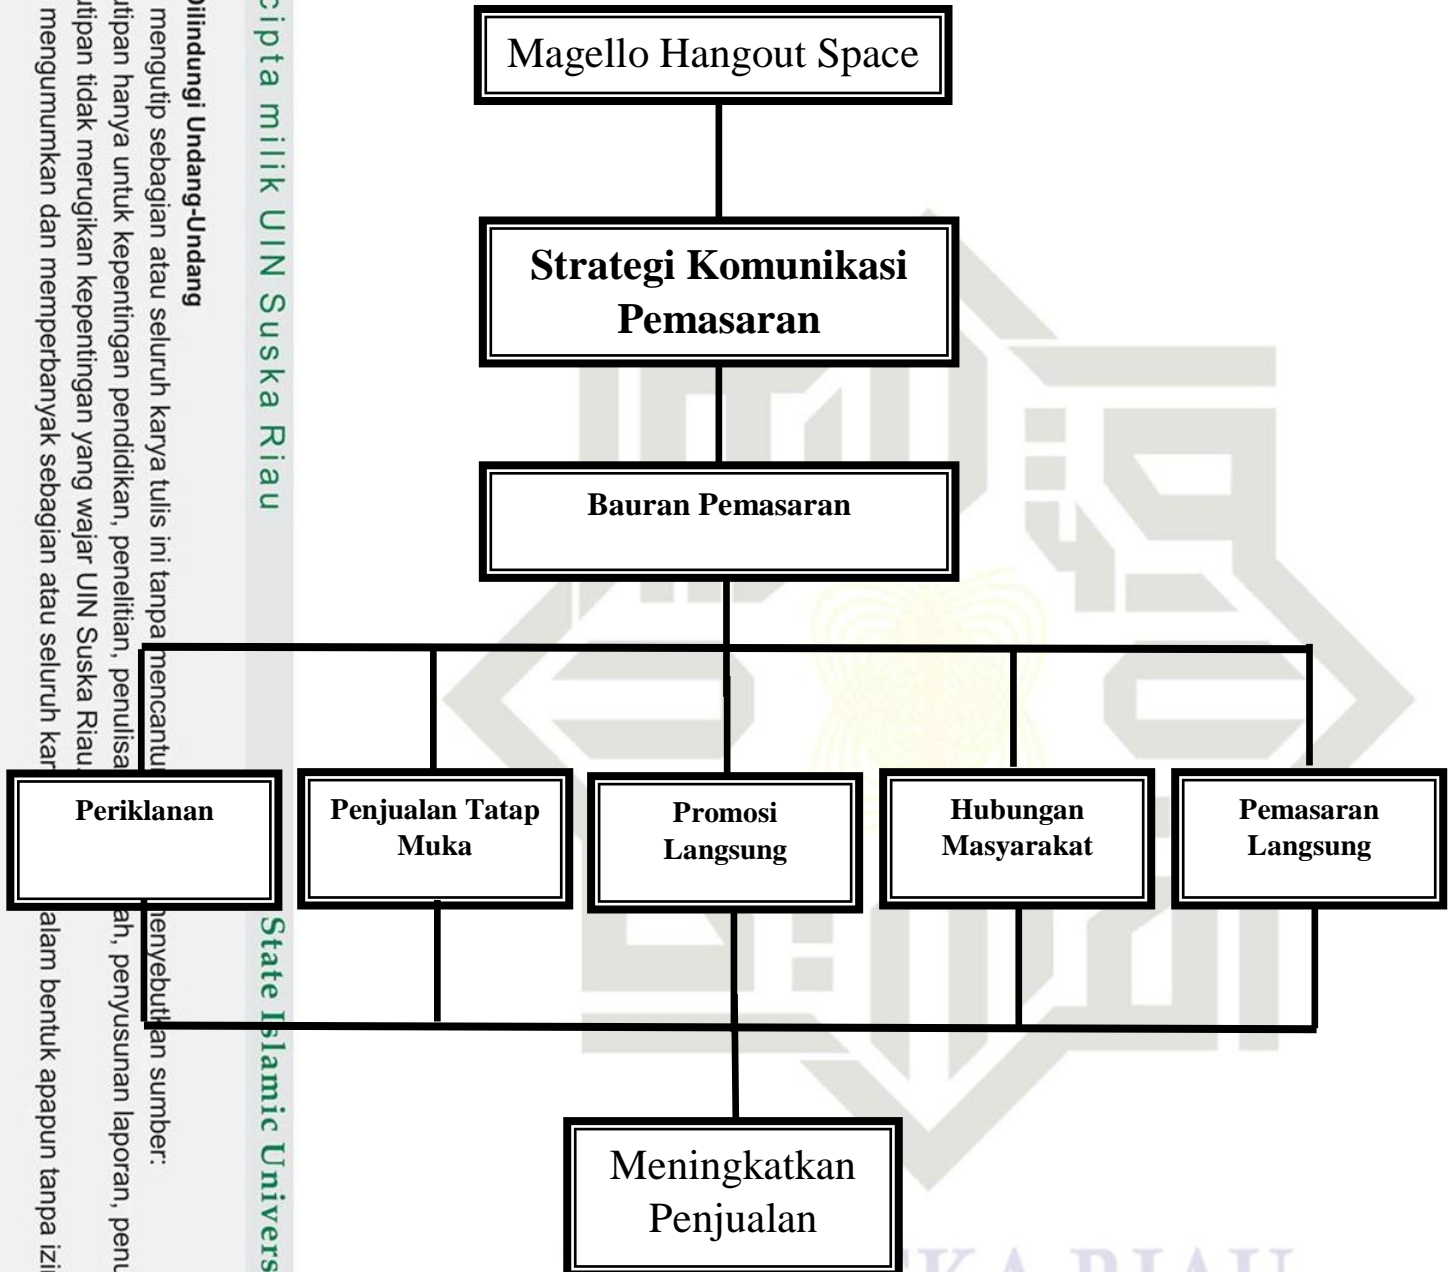 Magello Hangout Space
Strategi Komunikasi
Pemasaran
Bauran Pemasaran
Periklanan
Penjualan Tatap
Muka
Promosi
Langsung
Hubungan
Masyarakat
Pemasaran
Langsung
Meningkatkan
Penjualan
cipta milik UIN Suska Riau
State Islamic Univers
Dilindungi Undang-Undang
mengutip sebagian atau seluruh karya tulis ini tanpa mencantu enyebutkan sumber:
utipan hanya untuk kepentingan pendidikan, penelitian, penulisa ah, penyusunan laporan, penu
utipan tidak merugikan kepentingan yang wajar UIN Suska Riau.
mengumumkan dan memperbanyak sebagian atau seluruh kar alam bentuk apapun tanpa izi
KA RIAU